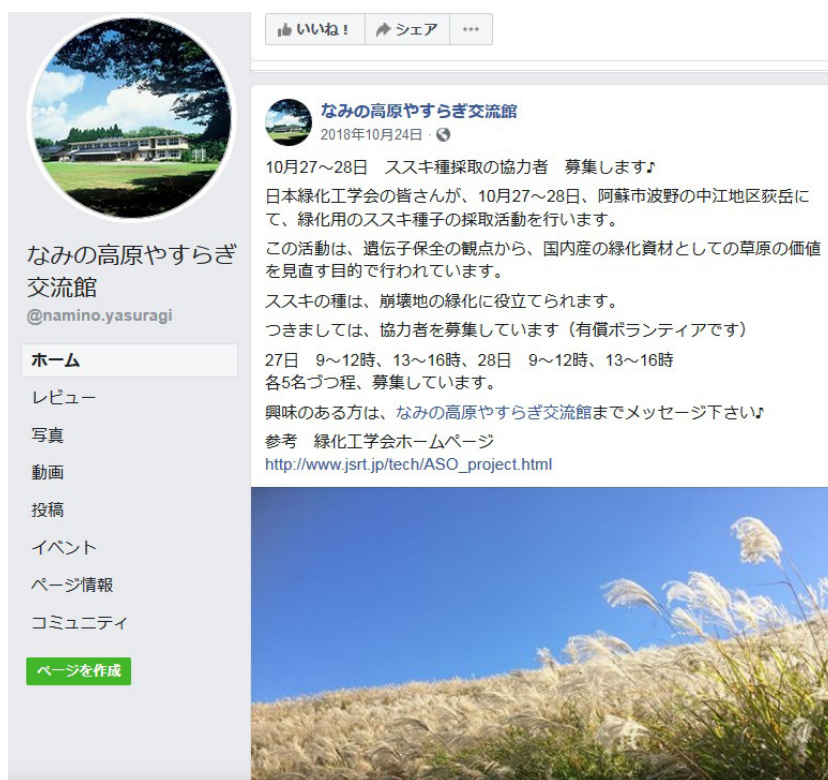 いいね！ シェア …
なみの高原やすらぎ
交流館
@namino.yasuragi
ホーム
レビュー
写真
動画
投稿
イベント
ページ情報
コミュニティ
ページを作成
なみの高原やすらぎ交流館
2018年10月24日 ·
10月27～28日　ススキ種採取の協力者　募集します♪
日本緑化工学会の皆さんが、10月27～28日、阿蘇市波野の中江地区荻岳に
て、緑化用のススキ種子の採取活動を行います。
この活動は、遺伝子保全の観点から、国内産の緑化資材としての草原の価値
を見直す目的で行われています。
ススキの種は、崩壊地の緑化に役立てられます。
つきましては、協力者を募集しています（有償ボランティアです）
27日　9～12時、13～16時、28日　9～12時、13～16時
各5名づつ程、募集しています。
興味のある方は、なみの高原やすらぎ交流館までメッセージ下さい♪
参考　緑化工学会ホームページ
http://www.jsrt.jp/tech/ASO_project.html